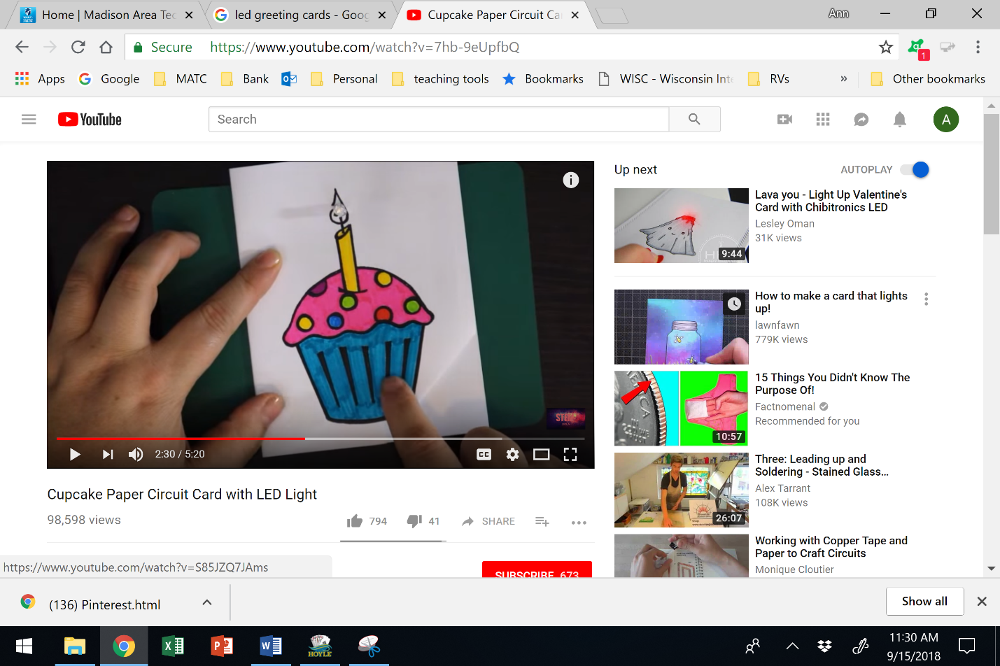 Home | Madison Area Tec
led greeting cards - Goog
Cupcake Paper Circuit Ca
Ann
Secure
https://www.youtube.com/watch?v=7hb-9eUpfbQ
1
Apps
Google
MATC
Bank
Personal
teaching tools
Bookmarks
WISC - Wisconsin Inte
RVs
»
Other bookmarks
YouTube
Search
A
Up next
AUTOPLAY
Lava you - Light Up Valentine's
Card with Chibitronics LED
Lesley Oman
31K views
9:44
How to make a card that lights
up!
lawnfawn
779K views
15 Things You Didn't Know The
Purpose Of!
Factnomenal
Recommended for you
10:57
Three: Leading up and
Soldering - Stained Glass...
Alex Tarrant
108K views
26:07
Working with Copper Tape and
Paper to Craft Circuits
Monique Cloutier
2:30 / 5:20
CC
Cupcake Paper Circuit Card with LED Light
98,598 views
794
41
SHARE
https://www.youtube.com/watch?v=S85JZQ7JAms
SUBSCRIBE 673
(136) Pinterest.html
Show all
HOYLE
11:30 AM
9/15/2018